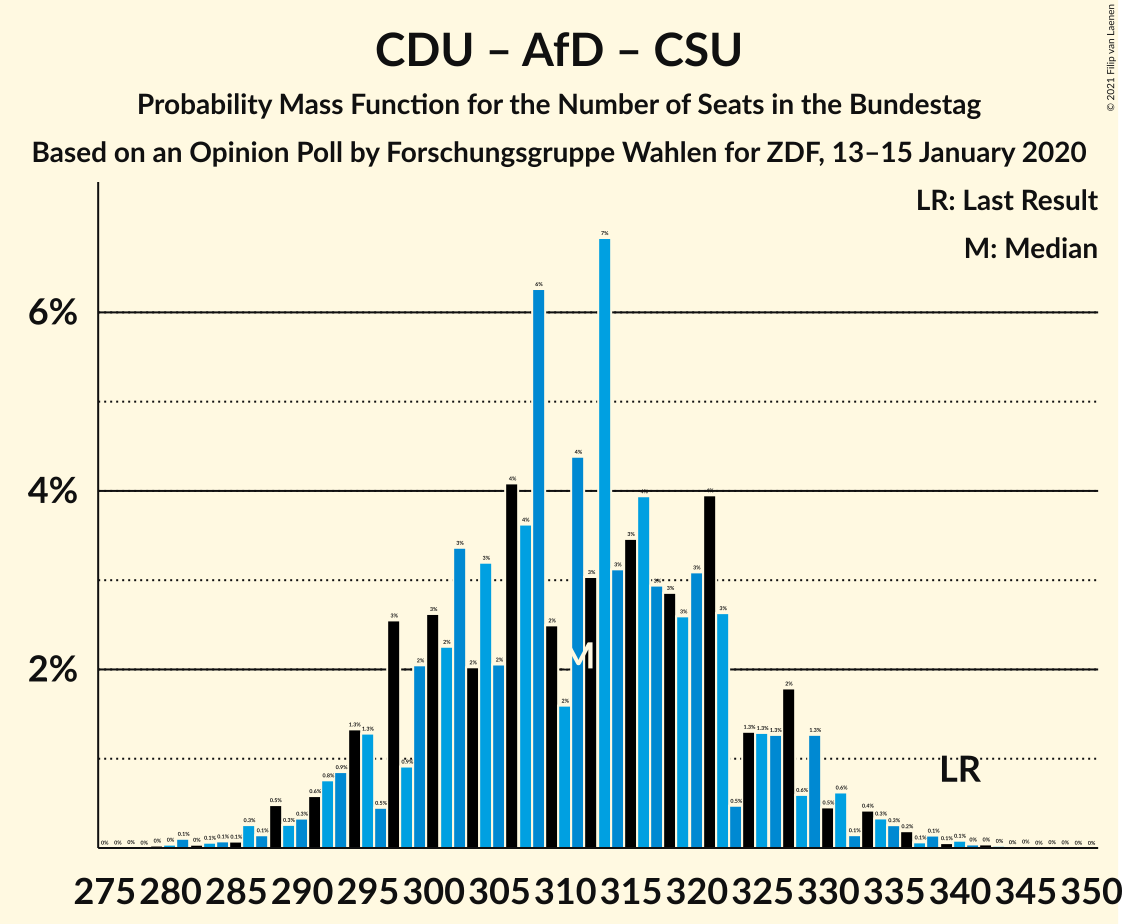 CDU – AfD – CSU
Probability Mass Function for the Number of Seats in the Bundestag
Based on an Opinion Poll by Forschungsgruppe Wahlen for ZDF, 13–15 January 2020
© 2021 Filip van Laenen
LR: Last Result
M: Median
6%
4%
2%
M
LR
275 280 285 290 295 300 305 310 315 320 325 330 335 340 345 350